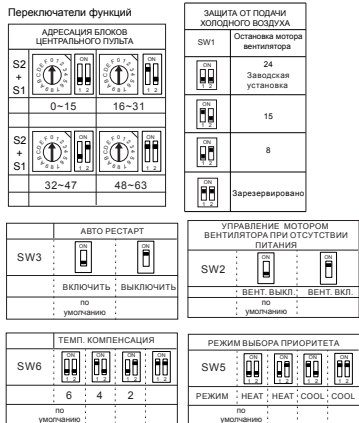 Переключатели функций
АДРЕСАЦИЯ БЛОКОВ
ЦЕНТРАЛЬНОГО ПУЛЬТА
S2
+
S1
ON
1 2
ON
1 2
0~15
16~31
S2
+
S1
ON
1 2
ON
1 2
32~47
48~63
ЗАЩИТА ОТ ПОДАЧИ
ХОЛОДНОГО ВОЗДУХА
SW1
Остановка мотора
вентилятора
ON
1 2
24
Заводская
установка
ON
1 2
15
ON
1 2
8
ON
1 2
Зарезервировано
АВТО РЕСТАРТ
SW3
ON
ON
ВКЛЮЧИТЬ
ВЫКЛЮЧИТЬ
по
умолчанию
УПРАВЛЕНИЕ МОТОРОМ
ВЕНТИЛЯТОРА ПРИ ОТСУТСТВИИ
ПИТАНИЯ
SW2
ON
ON
ВЕНТ. ВЫКЛ.
ВЕНТ. ВКЛ.
по
умолчанию
ТЕМП. КОМПЕНСАЦИЯ
SW6
ON
1 2
ON
1 2
ON
1 2
ON
1 2
6 4 2
по
умолчанию
РЕЖИМ ВЫБОРА ПРИОРИТЕТА
SW5
ON
1 2
ON
1 2
ON
1 2
ON
1 2
РЕЖИМ HEAT HEAT COOL COOL
по
умолчанию